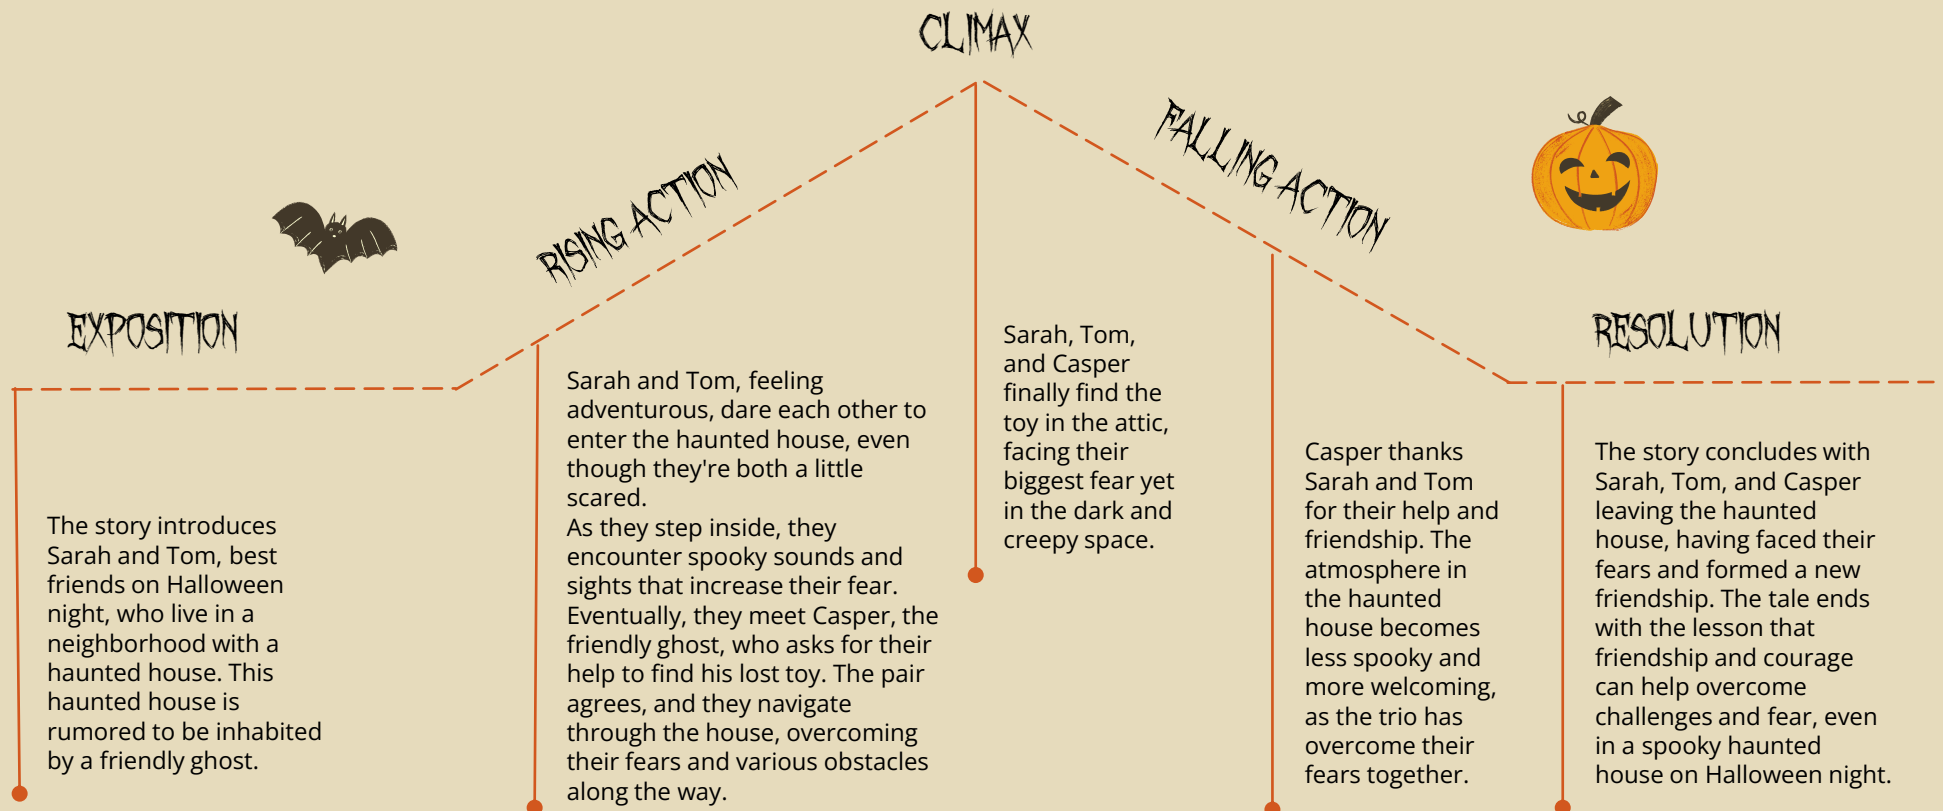 CLIMAX
RISING ACTION
FALLING ACTION
EXPOSITION
RESOLUTION
The story introduces
Sarah and Tom, best
friends on Halloween
night, who live in a
neighborhood with a
haunted house. This
haunted house is
rumored to be inhabited
by a friendly ghost.
Sarah and Tom, feeling
adventurous, dare each other to
enter the haunted house, even
though they're both a little
scared.
As they step inside, they
encounter spooky sounds and
sights that increase their fear.
Eventually, they meet Casper, the
friendly ghost, who asks for their
help to find his lost toy. The pair
agrees, and they navigate
through the house, overcoming
their fears and various obstacles
along the way.
Sarah, Tom,
and Casper
finally find the
toy in the attic,
facing their
biggest fear yet
in the dark and
creepy space.
Casper thanks
Sarah and Tom
for their help and
friendship. The
atmosphere in
the haunted
house becomes
less spooky and
more welcoming,
as the trio has
overcome their
fears together.
The story concludes with
Sarah, Tom, and Casper
leaving the haunted
house, having faced their
fears and formed a new
friendship. The tale ends
with the lesson that
friendship and courage
can help overcome
challenges and fear, even
in a spooky haunted
house on Halloween night.